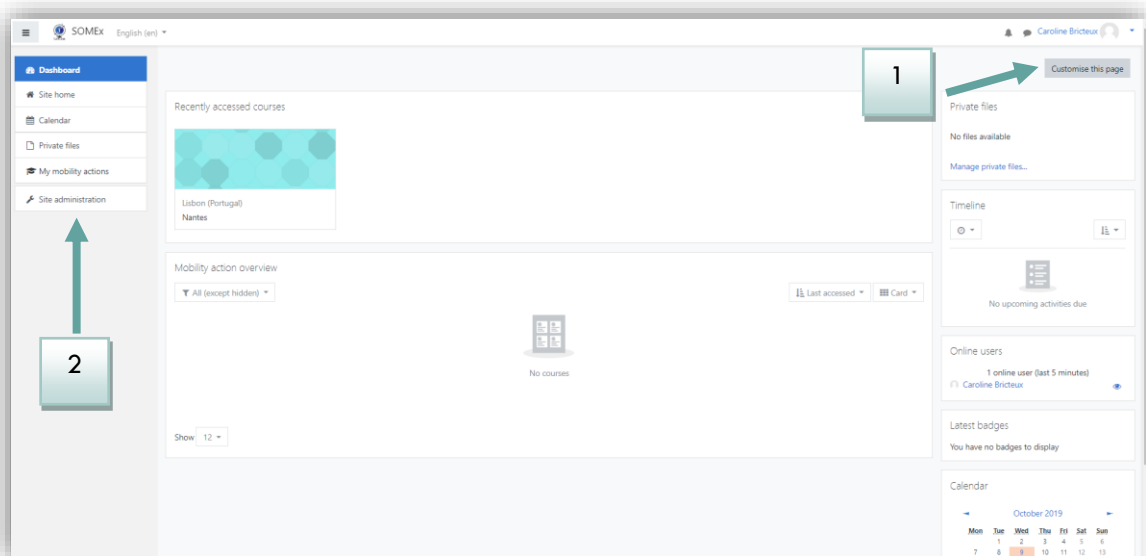 SOMEx English (en)
Caroline Bricteux
1
Customise this page
Dashboard
Site home
Calendar
Private files
My mobility actions
Site administration
2
Recently accessed courses
Lisbon (Portugal)
Nantes
Mobility action overview
All (except hidden)
Last accessed
Card
No courses
Show 12
Private files
No files available
Manage private files...
Timeline
No upcoming activities due
Online users
1 online user (last 5 minutes)
Caroline Bricteux
Latest badges
You have no badges to display
Calendar
October 2019
Mon Tue Wed Thu Fri Sat Sun
1 2 3 4 5 6
7 8 9 10 11 12 13